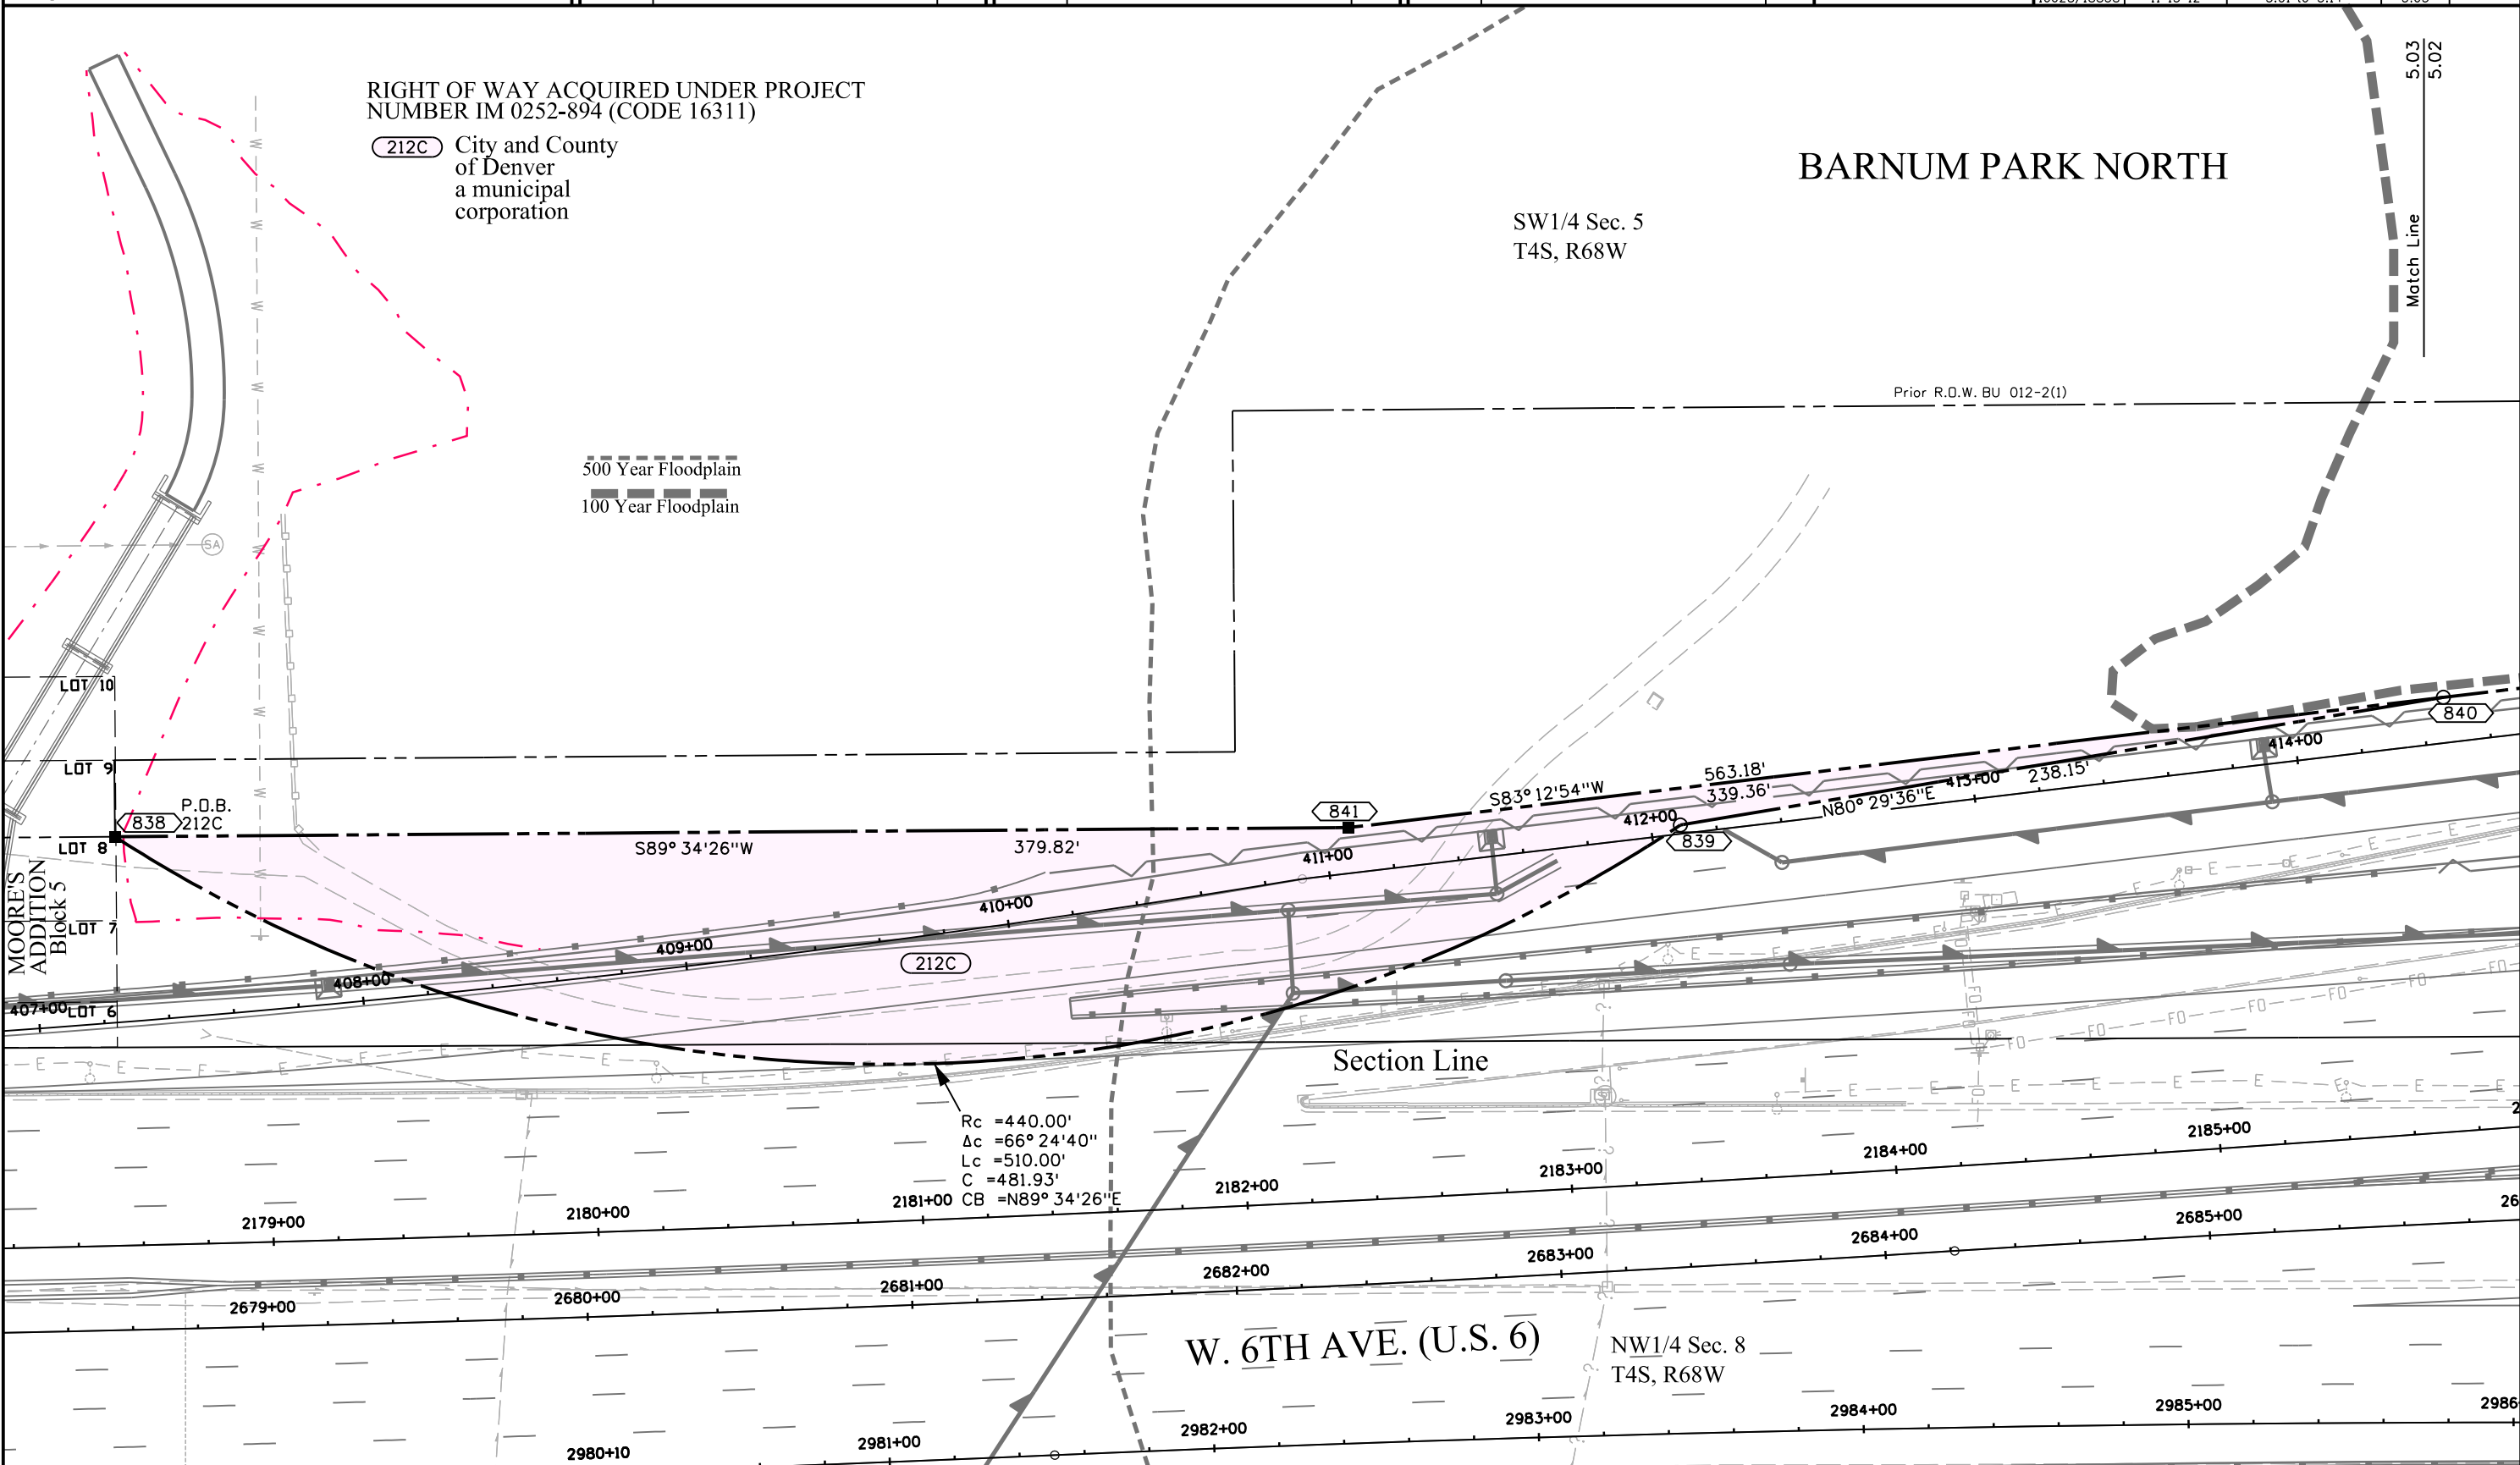 5.03
5.02
Match Line
RIGHT OF WAY ACQUIRED UNDER PROJECT
NUMBER IM 0252-894 (CODE 16311)
212C
City and County
of Denver
a municipal
corporation
BARNUM PARK NORTH
SW1/4 Sec. 5
T4S, R68W
Prior R.O.W. BU 012-2(1)
500 Year Floodplain
100 Year Floodplain
SA
LOT 10
LOT 9
838
P.O.B.
212C
LOT 8
MOORE'S
ADDITION
Block 5
LOT 7
LOT 6
S89° 34'26"W
379.82'
841
S83° 12'54"W
563.18'
339.36'
238.15'
N80° 29'36"E
839
840
407+00
408+00
409+00
410+00
411+00
412+00
413+00
414+00
212C
Section Line
E E E E E E E E
FO FO FO FO FO
Rc =440.00'
Δc =66° 24'40"
Lc =510.00'
C =481.93'
CB =N89° 34'26"E
2179+00
2180+00
2181+00
2182+00
2183+00
2184+00
2185+00
2679+00
2680+00
2681+00
2682+00
2683+00
2684+00
2685+00
W. 6TH AVE. (U.S. 6)
NW1/4 Sec. 8
T4S, R68W
2980+10
2981+00
2982+00
2983+00
2984+00
2985+00
2986